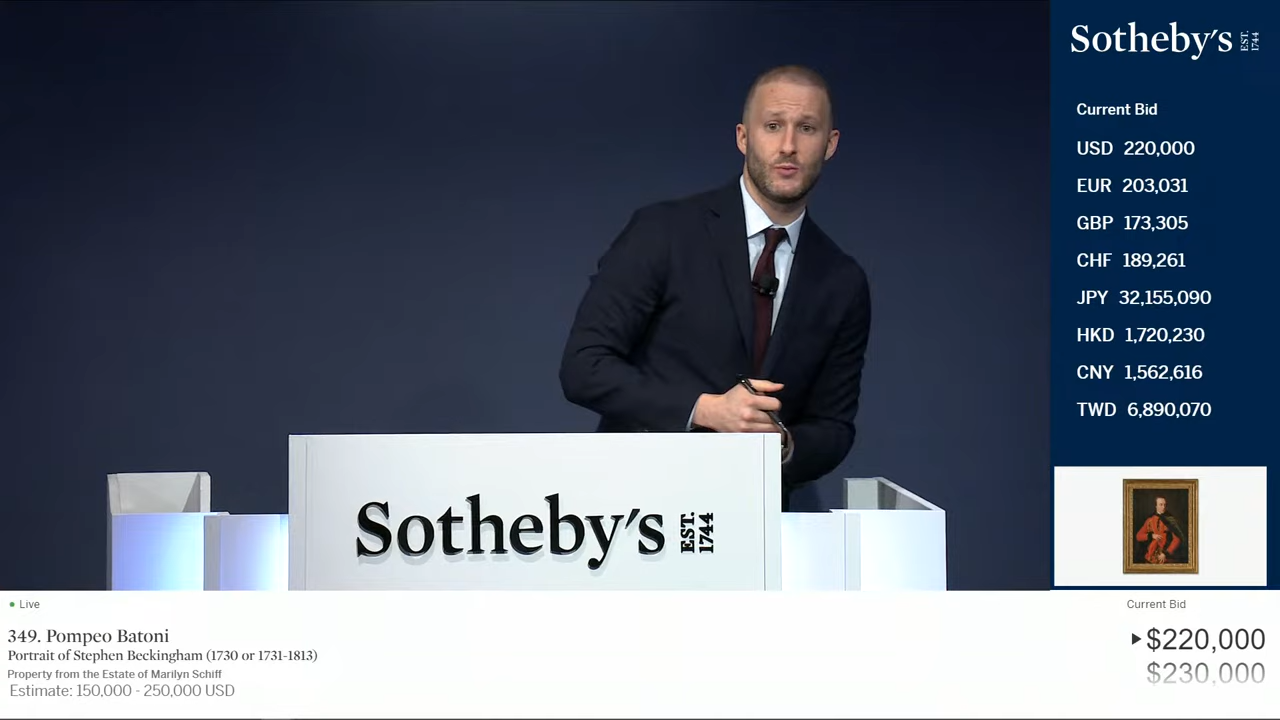 Sotheby's EST. 1744
Current Bid
USD 220,000
EUR 203,031
GBP 173,305
CHF 189,261
JPY 32,155,090
HKD 1,720,230
CNY 1,562,616
TWD 6,890,070
Sotheby's EST. 1744
Live
349. Pompeo Batoni
Portrait of Stephen Beckingham (1730 or 1731-1813)
Property from the Estate of Marilyn Schiff
Estimate: 150,000 - 250,000 USD
Current Bid
$220,000
$230,000